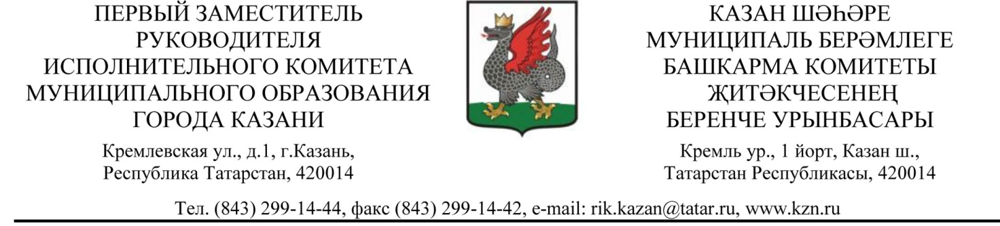 ПЕРВЫЙ ЗАМЕСТИТЕЛЬ
РУКОВОДИТЕЛЯ
ИСПОЛНИТЕЛЬНОГО КОМИТЕТА
МУНИЦИПАЛЬНОГО ОБРАЗОВАНИЯ
ГОРОДА КАЗАНИ
Кремлевская ул., д.1, г.Казань,
Республика Татарстан, 420014
КАЗАН ШӘҺӘРЕ
МУНИЦИПАЛЬ БЕРӘМЛЕГЕ
БАШКАРМА КОМИТЕТЫ
ҖИТӘКЧЕСЕНЕҢ
БЕРЕНЧЕ УРЫНБАСАРЫ
Кремль ур., 1 йорт, Казан ш.,
Татарстан Республикасы, 420014
Тел. (843) 299-14-44, факс (843) 299-14-42, e-mail: rik.kazan@tatar.ru, www.kzn.ru